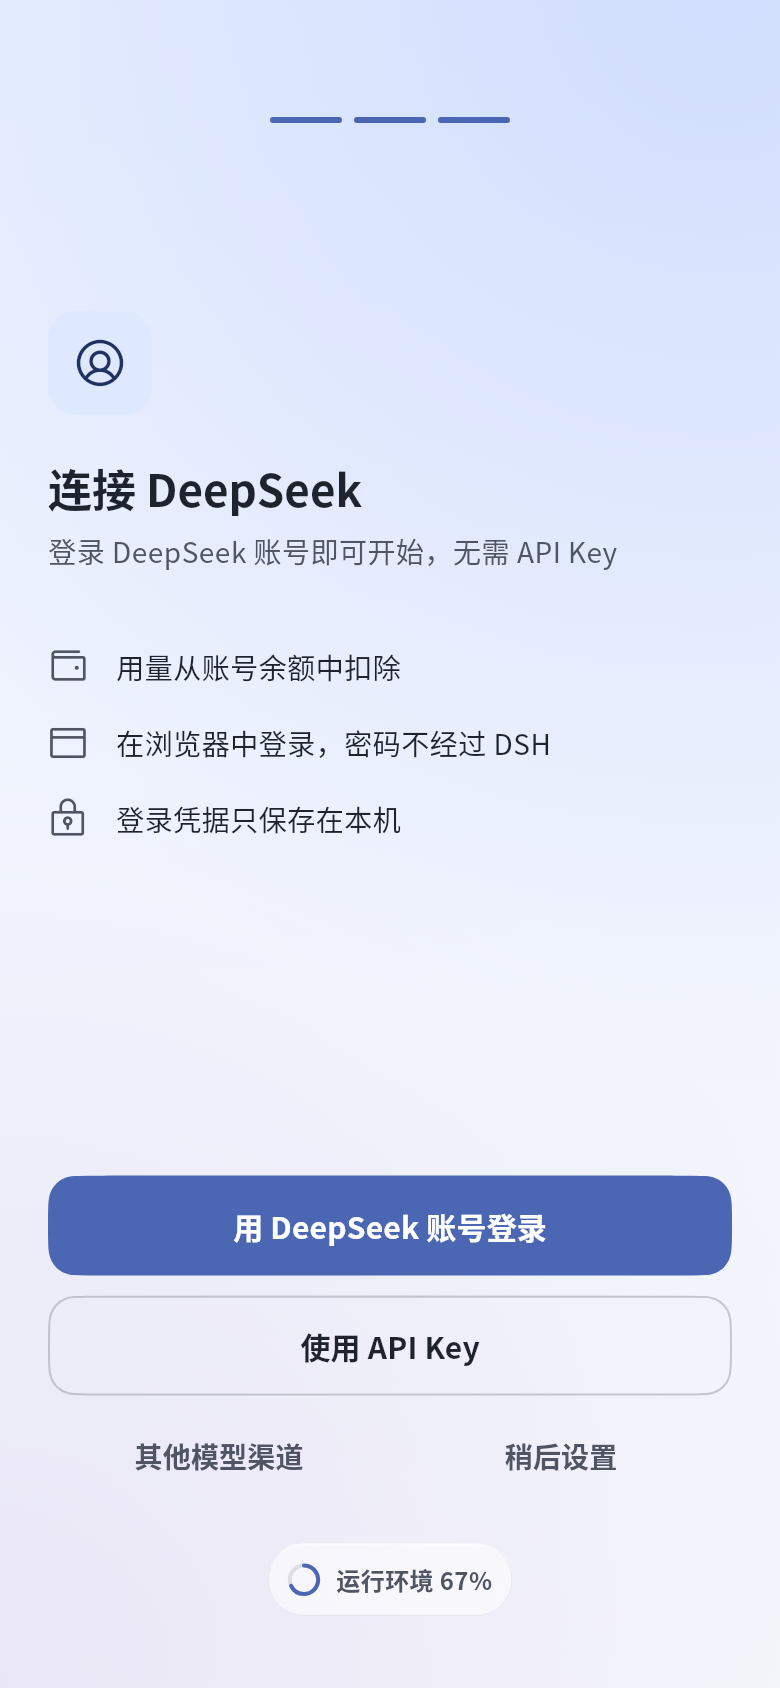 连接 DeepSeek
登录 DeepSeek 账号即可开始，无需 API Key
用量从账号余额中扣除
在浏览器中登录，密码不经过 DSH
登录凭据只保存在本机
用 DeepSeek 账号登录
使用 API Key
其他模型渠道
稍后设置
运行环境 67%